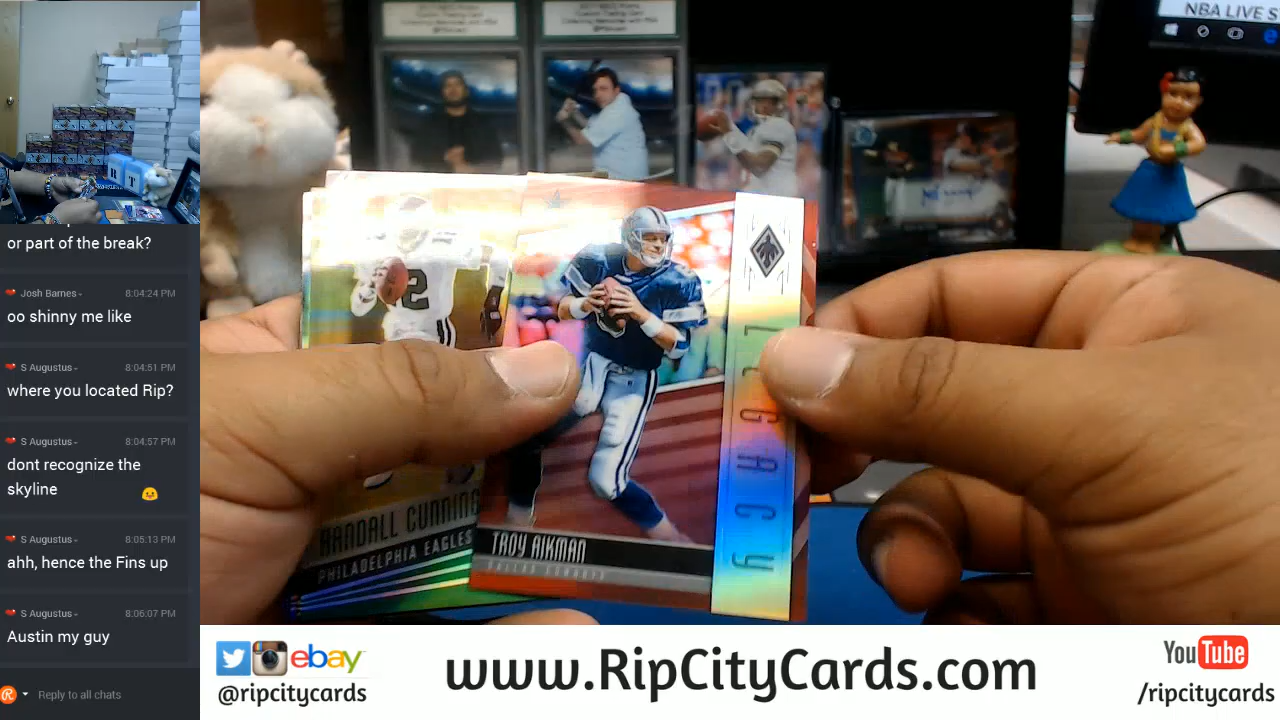 or part of the break?
Josh Barnes
8:04:24 PM
oo shinny me like
S Augustus
8:04:51 PM
where you located Rip?
S Augustus
8:04:57 PM
dont recognize the
skyline
S Augustus
8:05:13 PM
ahh, hence the Fins up
S Augustus
8:06:07 PM
Austin my guy
Reply to all chats
NBA LIVE
RANDALL CUNNING
PHILADELPHIA EAGLES
2
TROY AIKMAN
DALLAS COWBOYS
LEGACY
R T
ebay
@ripcitycards
www.RipCityCards.com
YouTube
/ripcitycards